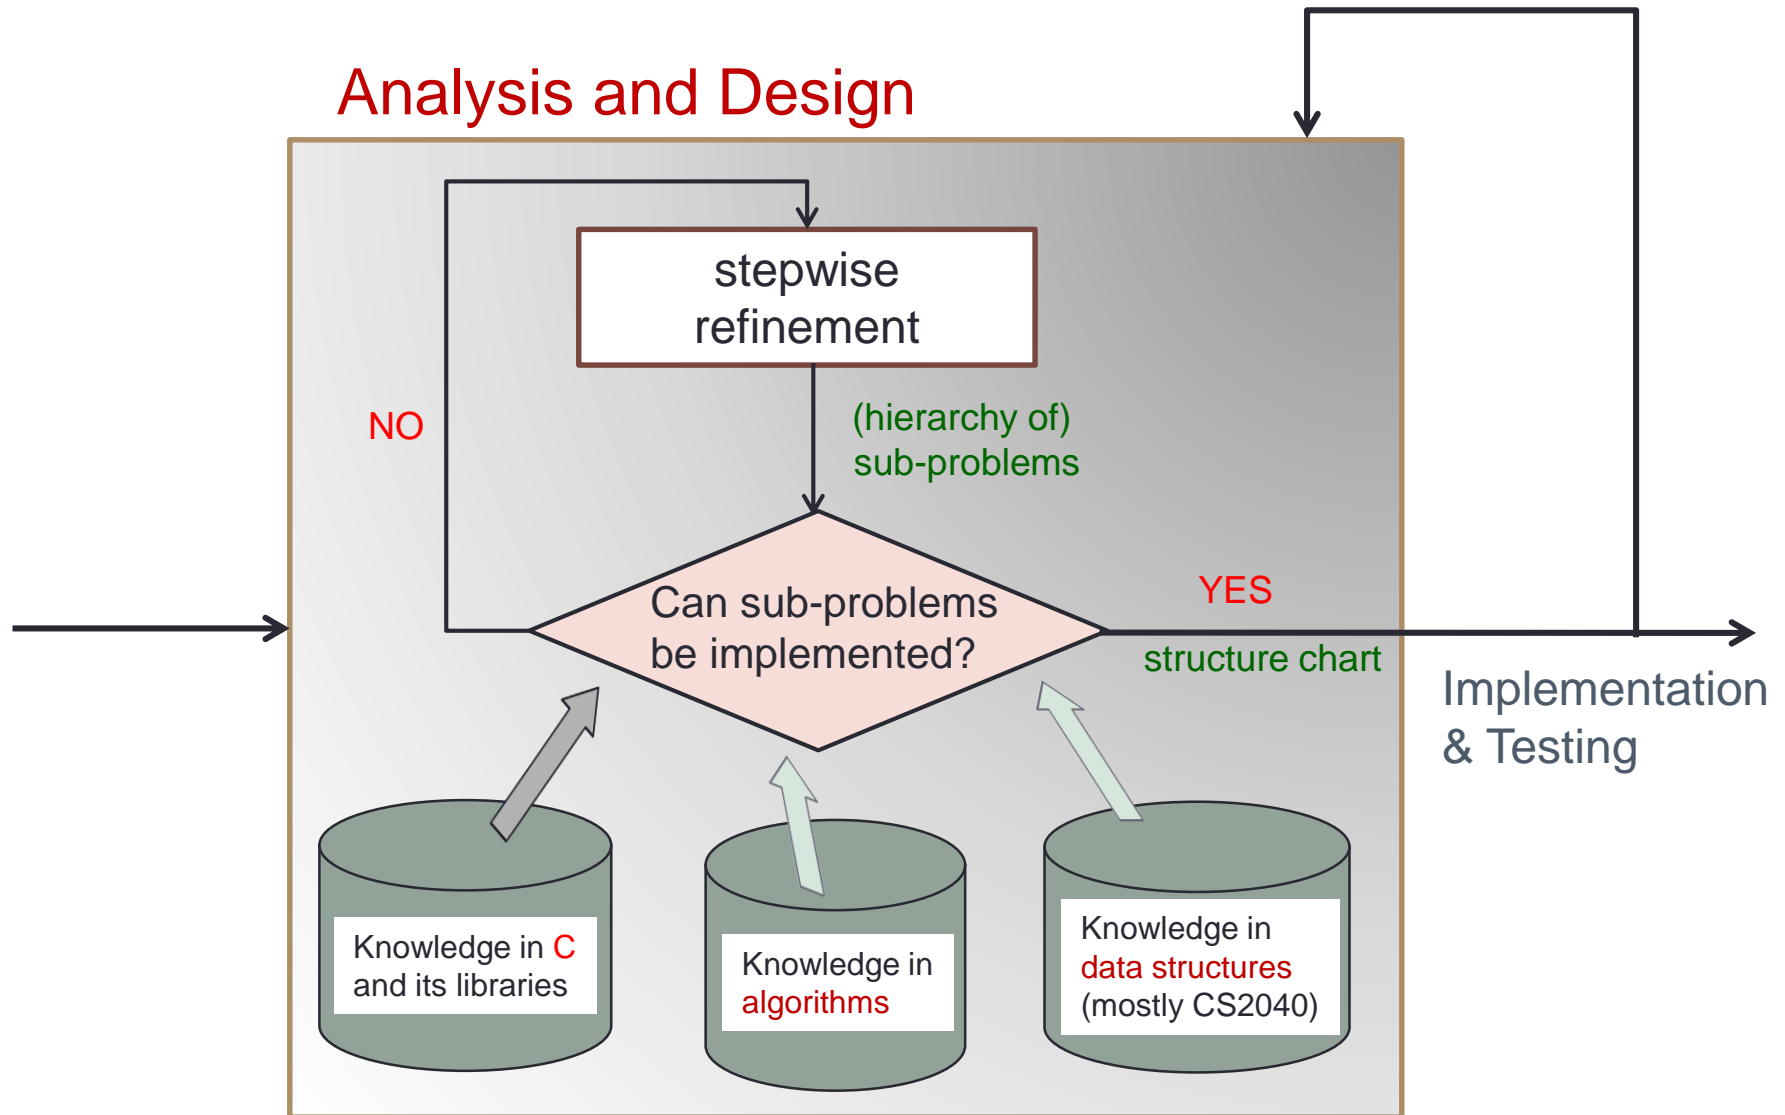 Analysis and Design
stepwise
refinement
NO
(hierarchy of)
sub-problems
Can sub-problems
be implemented?
YES
structure chart
Implementation
& Testing
Knowledge in C
and its libraries
Knowledge in
algorithms
Knowledge in
data structures
(mostly CS2040)